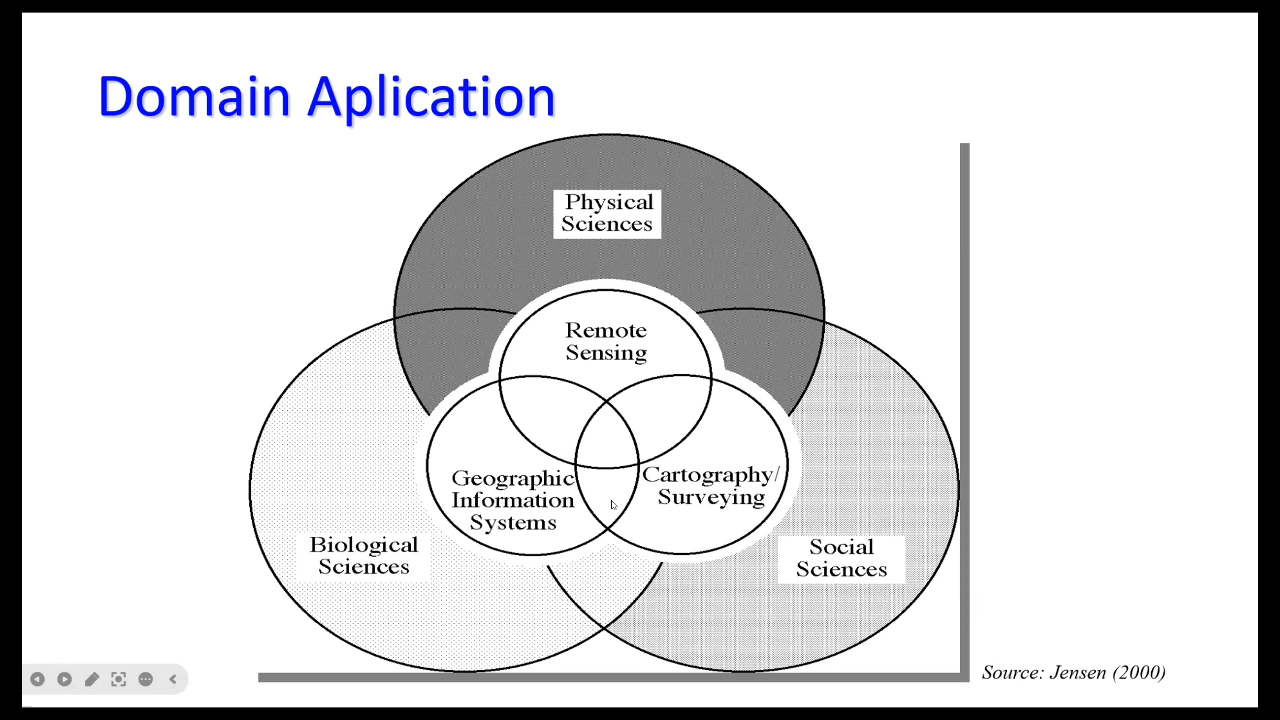 Domain Aplication
Physical
Sciences
Remote
Sensing
Geographic
Information
Systems
Cartography/
Surveying
Biological
Sciences
Social
Sciences
Source: Jensen (2000)